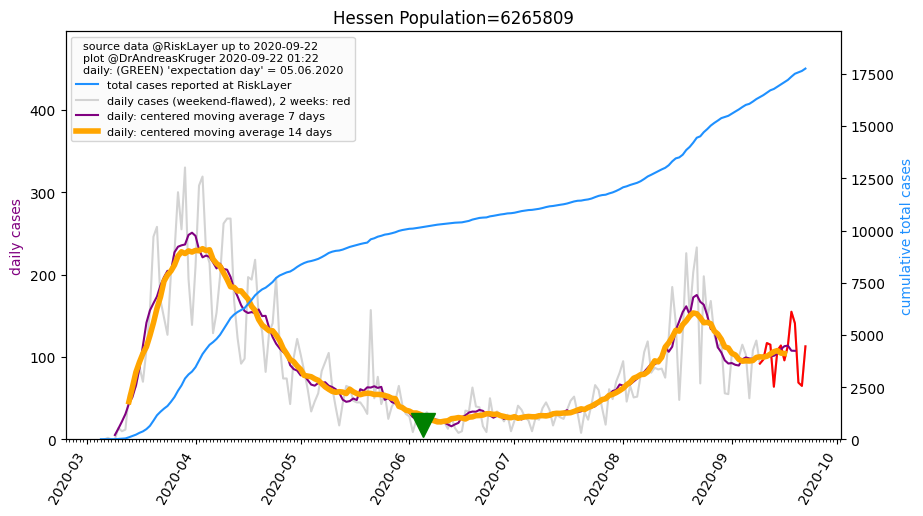 Hessen Population=6265809
source data @RiskLayer up to 2020-09-22
plot @DrAndreasKruger 2020-09-22 01:22
daily: (GREEN) 'expectation day' = 05.06.2020
total cases reported at RiskLayer
daily cases (weekend-flawed), 2 weeks: red
daily: centered moving average 7 days
daily: centered moving average 14 days
daily cases
400
300
200
100
0
cumulative total cases
17500
15000
12500
10000
7500
5000
2500
0
2020-03
2020-04
2020-05
2020-06
2020-07
2020-08
2020-09
2020-10